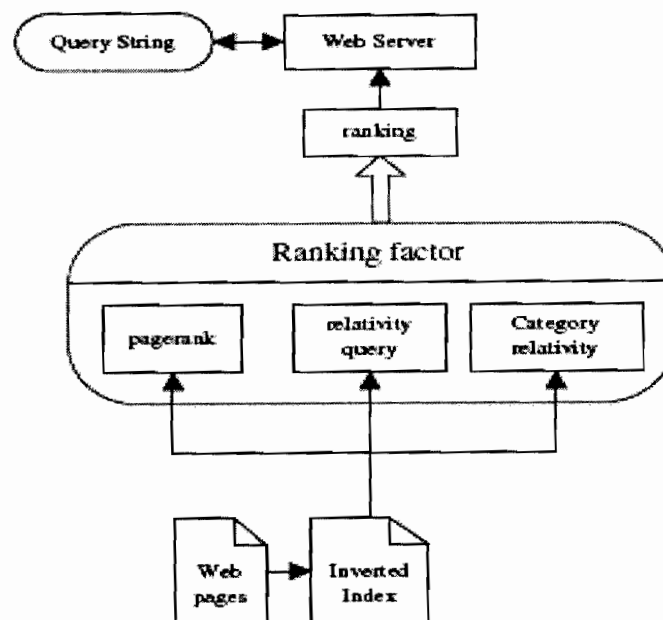 Query String
Web Server
ranking
Ranking factor
pagerank
relativity
query
Category
relativity
Web
pages
Inverted
Index